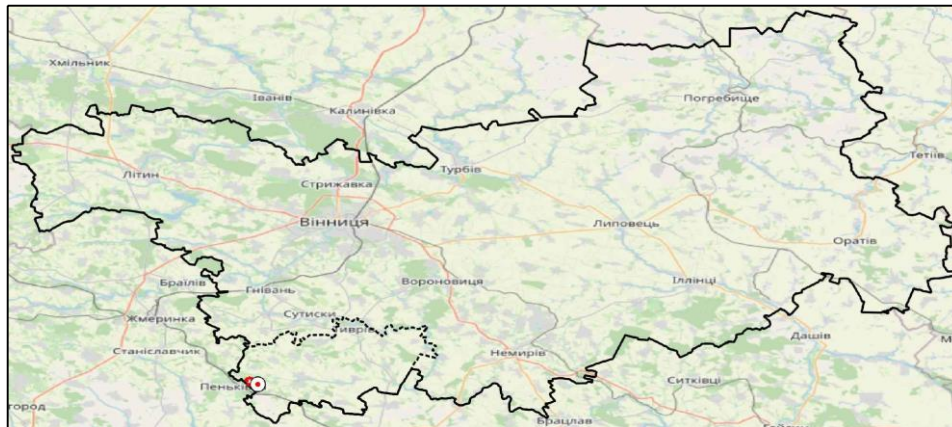 Хмільник
Іванів
Калинівка
Погребище
Турбів
Тетіїв
Літин
Стрижавка
Вінниця
Липовець
Оратів
Вороновиця
Іллінці
Браїлів
Гнівань
Жмеринка
Сутиски
Дашів
Станіславчик
Немирів
Ситківці
город
Брацлав